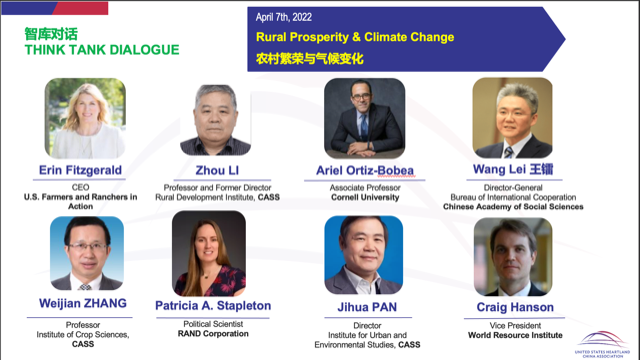 智库对话
THINK TANK DIALOGUE
April 7th, 2022
Rural Prosperity & Climate Change
农村繁荣与气候变化
Erin Fitzgerald
CEO
U.S. Farmers and Ranchers in
Action
Zhou LI
Professor and Former Director
Rural Development Institute, CASS
Ariel Ortiz-Bobea
Associate Professor
Cornell University
Wang Lei 王镭
Director-General
Bureau of International Cooperation
Chinese Academy of Social Sciences
Weijian ZHANG
Professor
Institute of Crop Sciences,
CASS
Patricia A. Stapleton
Political Scientist
RAND Corporation
Jihua PAN
Director
Institute for Urban and
Environmental Studies, CASS
Craig Hanson
Vice President
World Resource Institute
UNITED STATES HEARTLAND
CHINA ASSOCIATION